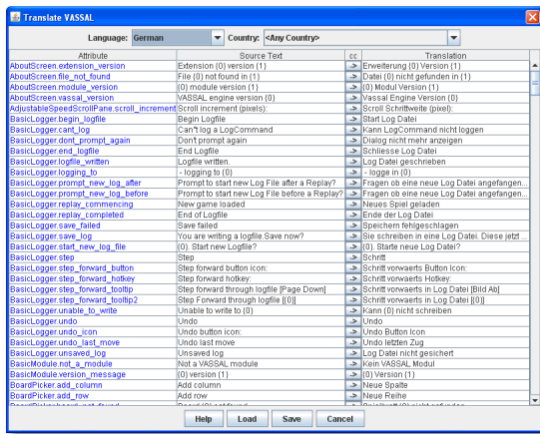 Translate VASSAL
Language: German Country: <Any Country>
Attribute Source Text cc Translation
AboutScreen.extension_version Extension {0} version {1} -> Erweiterung {0} Version {1}
AboutScreen.file_not_found File {0} not found in {1} -> Datei {0} nicht gefunden in {1}
AboutScreen.module_version {0} module version {1} -> {0} Modul Version {1}
AboutScreen.vassal_version VASSAL engine version {0} -> Vassal Engine Version {0}
AdjustableSpeedScrollPane.scroll_increment Scroll increment (pixels): -> Scroll Schrittweite (pixel):
BasicLogger.begin_logfile Begin Logfile -> Start Log Datei
BasicLogger.cant_log Can't log a LogCommand -> Kann LogCommand nicht loggen
BasicLogger.dont_prompt_again Don't prompt again -> Dialog nicht mehr anzeigen
BasicLogger.end_logfile End Logfile -> Schliesse Log Datei
BasicLogger.logfile_written Logfile written. -> Log Datei geschrieben
BasicLogger.logging_to - logging to {0} -> - logge in {0}
BasicLogger.prompt_new_log_after Prompt to start new Log File after a Replay? -> Fragen ob eine neue Log Datei angefangen...
BasicLogger.prompt_new_log_before Prompt to start new Log File before a Replay? -> Fragen ob eine neue Log Datei angefangen...
BasicLogger.replay_commencing New game loaded -> Neues Spiel geladen
BasicLogger.replay_completed End of Logfile -> Ende der Log Datei
BasicLogger.save_failed Save failed -> Speichern fehlgeschlagen
BasicLogger.save_log You are writing a logfile.Save now? -> Sie schreiben in eine Log Datei. Diese jetzt ...
BasicLogger.start_new_log_file {0}. Start new Logfile? -> {0}. Starte neue Log Datei?
BasicLogger.step Step -> Schritt
BasicLogger.step_forward_button Step forward button icon: -> Schritt vorwaerts Button Icon:
BasicLogger.step_forward_hotkey Step forward hotkey: -> Schritt vorwaerts Hotkey:
BasicLogger.step_forward_tooltip Step forward through logfile [Page Down] -> Schritt vorwaerts in Log Datei [Bild Ab]
BasicLogger.step_forward_tooltip2 Step Forward through logfile [{0}] -> Schritt vorwaerts in Log Datei [{0}]
BasicLogger.unable_to_write Unable to write to {0} -> Kann {0} nicht schreiben
BasicLogger.undo Undo -> Undo
BasicLogger.undo_icon Undo button icon: -> Undo Button Icon
BasicLogger.undo_last_move Undo last move -> Undo letzten Zug
BasicLogger.unsaved_log Unsaved log -> Log Datei nicht gesichert
BasicModule.not_a_module Not a VASSAL module -> Kein VASSAL Modul
BasicModule.version_message {0} version {1} -> {0} Version {1}
BoardPicker.add_column Add column -> Neue Spalte
BoardPicker.add_row Add row -> Neue Reihe
Help Load Save Cancel